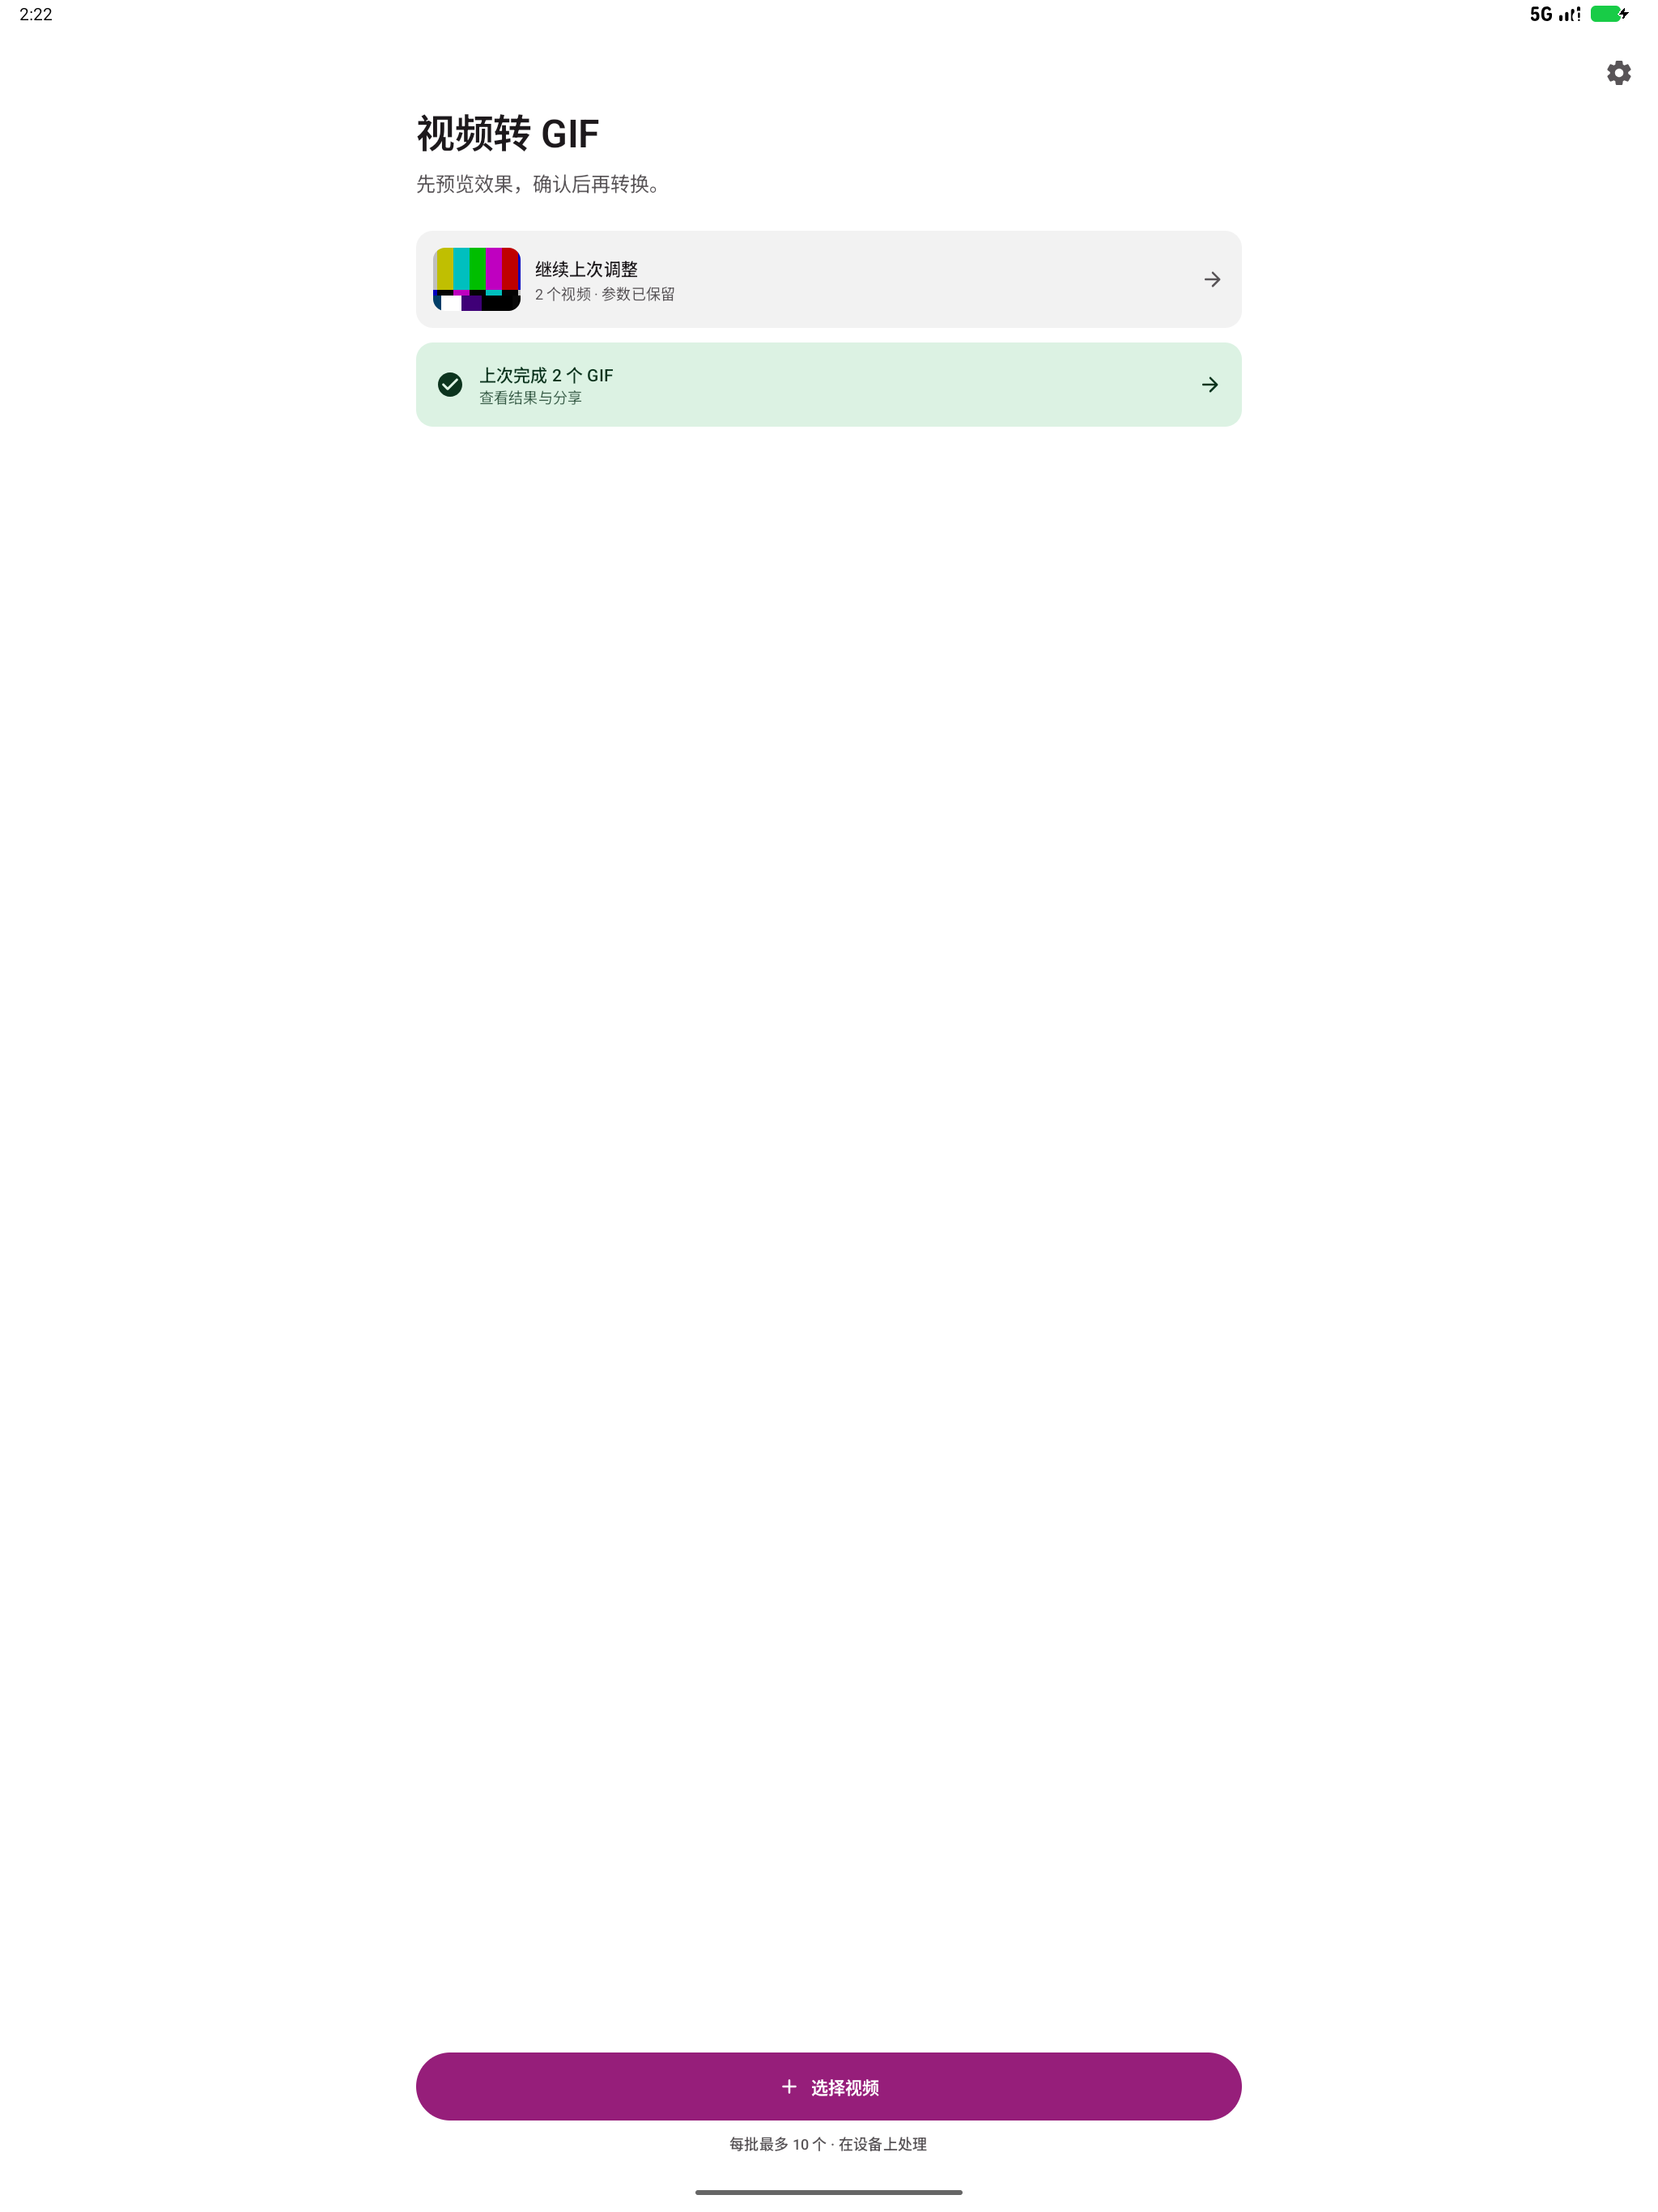 2:22
5G
视频转 GIF
先预览效果，确认后再转换。
继续上次调整
2 个视频 · 参数已保留
上次完成 2 个 GIF
查看结果与分享
选择视频
每批最多 10 个 · 在设备上处理